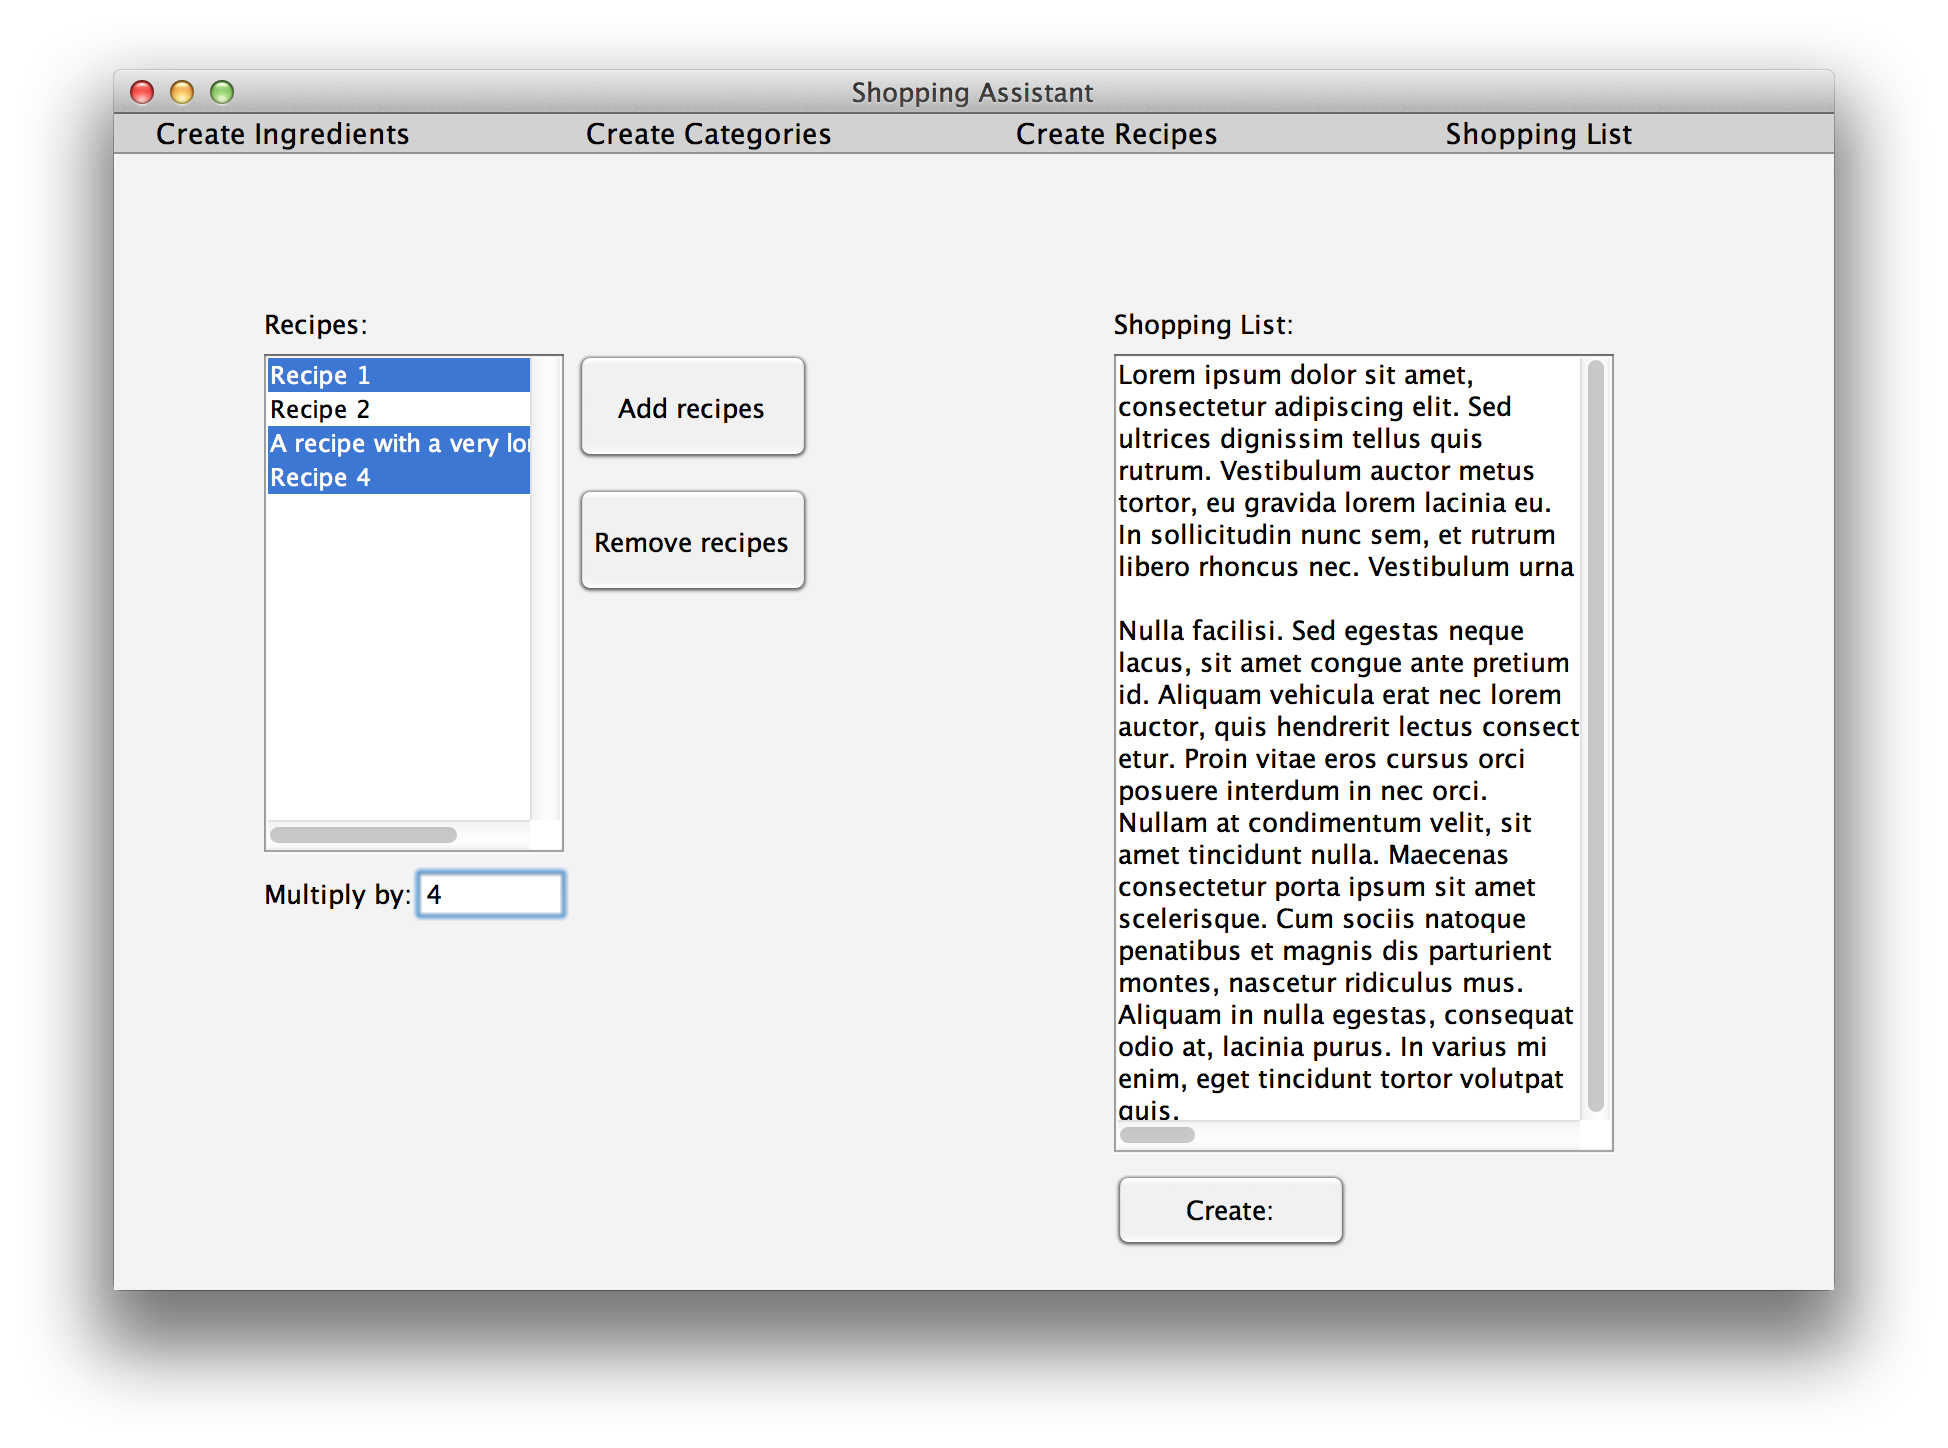 Shopping Assistant
Create Ingredients
Create Categories
Create Recipes
Shopping List
Recipes:
Recipe 1
Recipe 2
A recipe with a very lon
Recipe 4
Add recipes
Remove recipes
Multiply by:
4
Shopping List:
Lorem ipsum dolor sit amet,
consectetur adipiscing elit. Sed
ultrices dignissim tellus quis
rutrum. Vestibulum auctor metus
tortor, eu gravida lorem lacinia eu.
In sollicitudin nunc sem, et rutrum
libero rhoncus nec. Vestibulum urna
Nulla facilisi. Sed egestas neque
lacus, sit amet congue ante pretium
id. Aliquam vehicula erat nec lorem
auctor, quis hendrerit lectus consect
etur. Proin vitae eros cursus orci
posuere interdum in nec orci.
Nullam at condimentum velit, sit
amet tincidunt nulla. Maecenas
consectetur porta ipsum sit amet
scelerisque. Cum sociis natoque
penatibus et magnis dis parturient
montes, nascetur ridiculus mus.
Aliquam in nulla egestas, consequat
odio at, lacinia purus. In varius mi
enim, eget tincidunt tortor volutpat
quis.
Create: